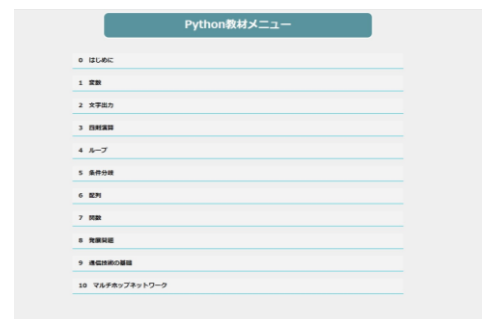 Python教材メニュー
0 はじめに
1 変数
2 文字出力
3 四則演算
4 ループ
5 条件分岐
6 配列
7 関数
8 発展問題
9 通信技術の基礎
10 マルチホップネットワーク